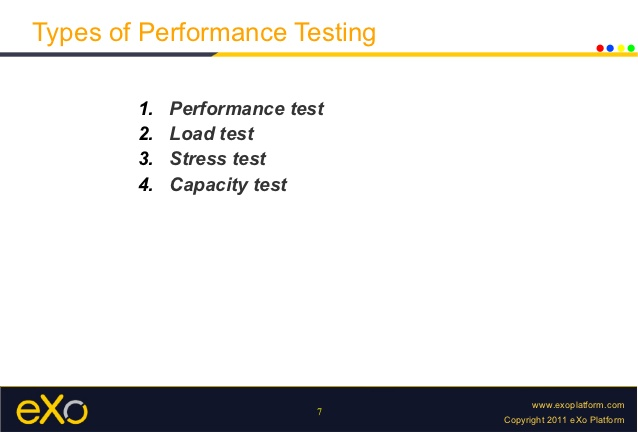 Types of Performance Testing
1. Performance test
2. Load test
3. Stress test
4. Capacity test
eXo
7
www.exoplatform.com
Copyright 2011 eXo Platform